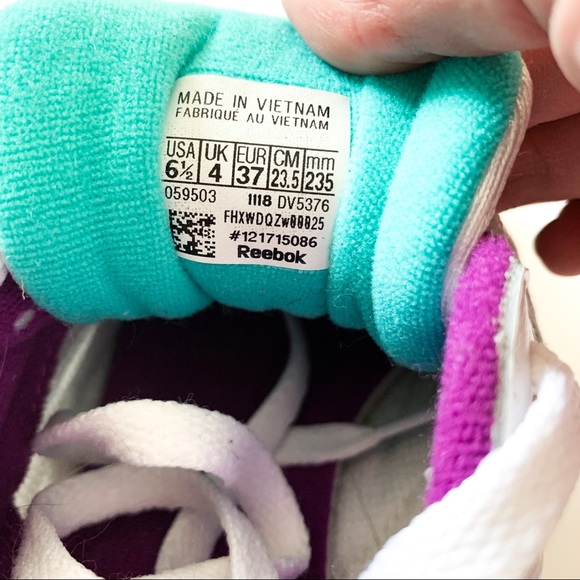 MADE IN VIETNAM
FABRIQUÉ AU VIETNAM
USA UK EUR CM mm
6½ 4 37 23.5 235
059503 1118 DV5376
FHXWDQZw00025
#121715086
Reebok